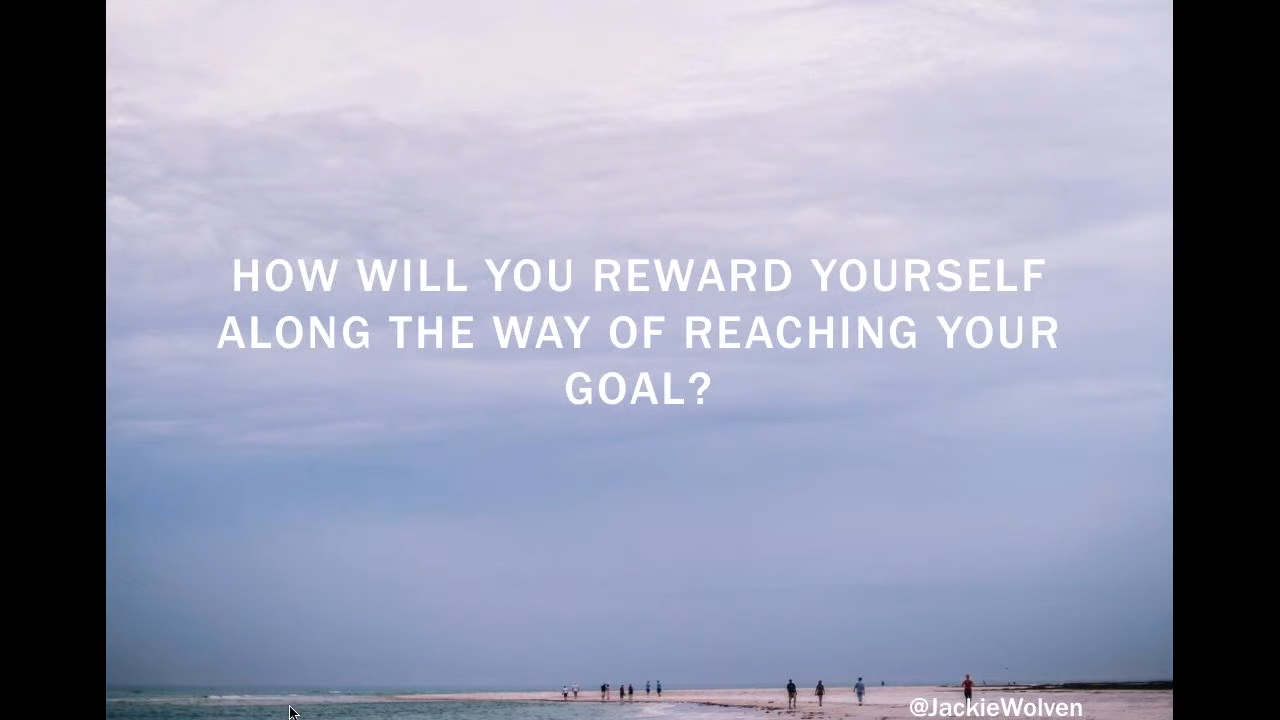 HOW WILL YOU REWARD YOURSELF
ALONG THE WAY OF REACHING YOUR
GOAL?
@JackieWolven